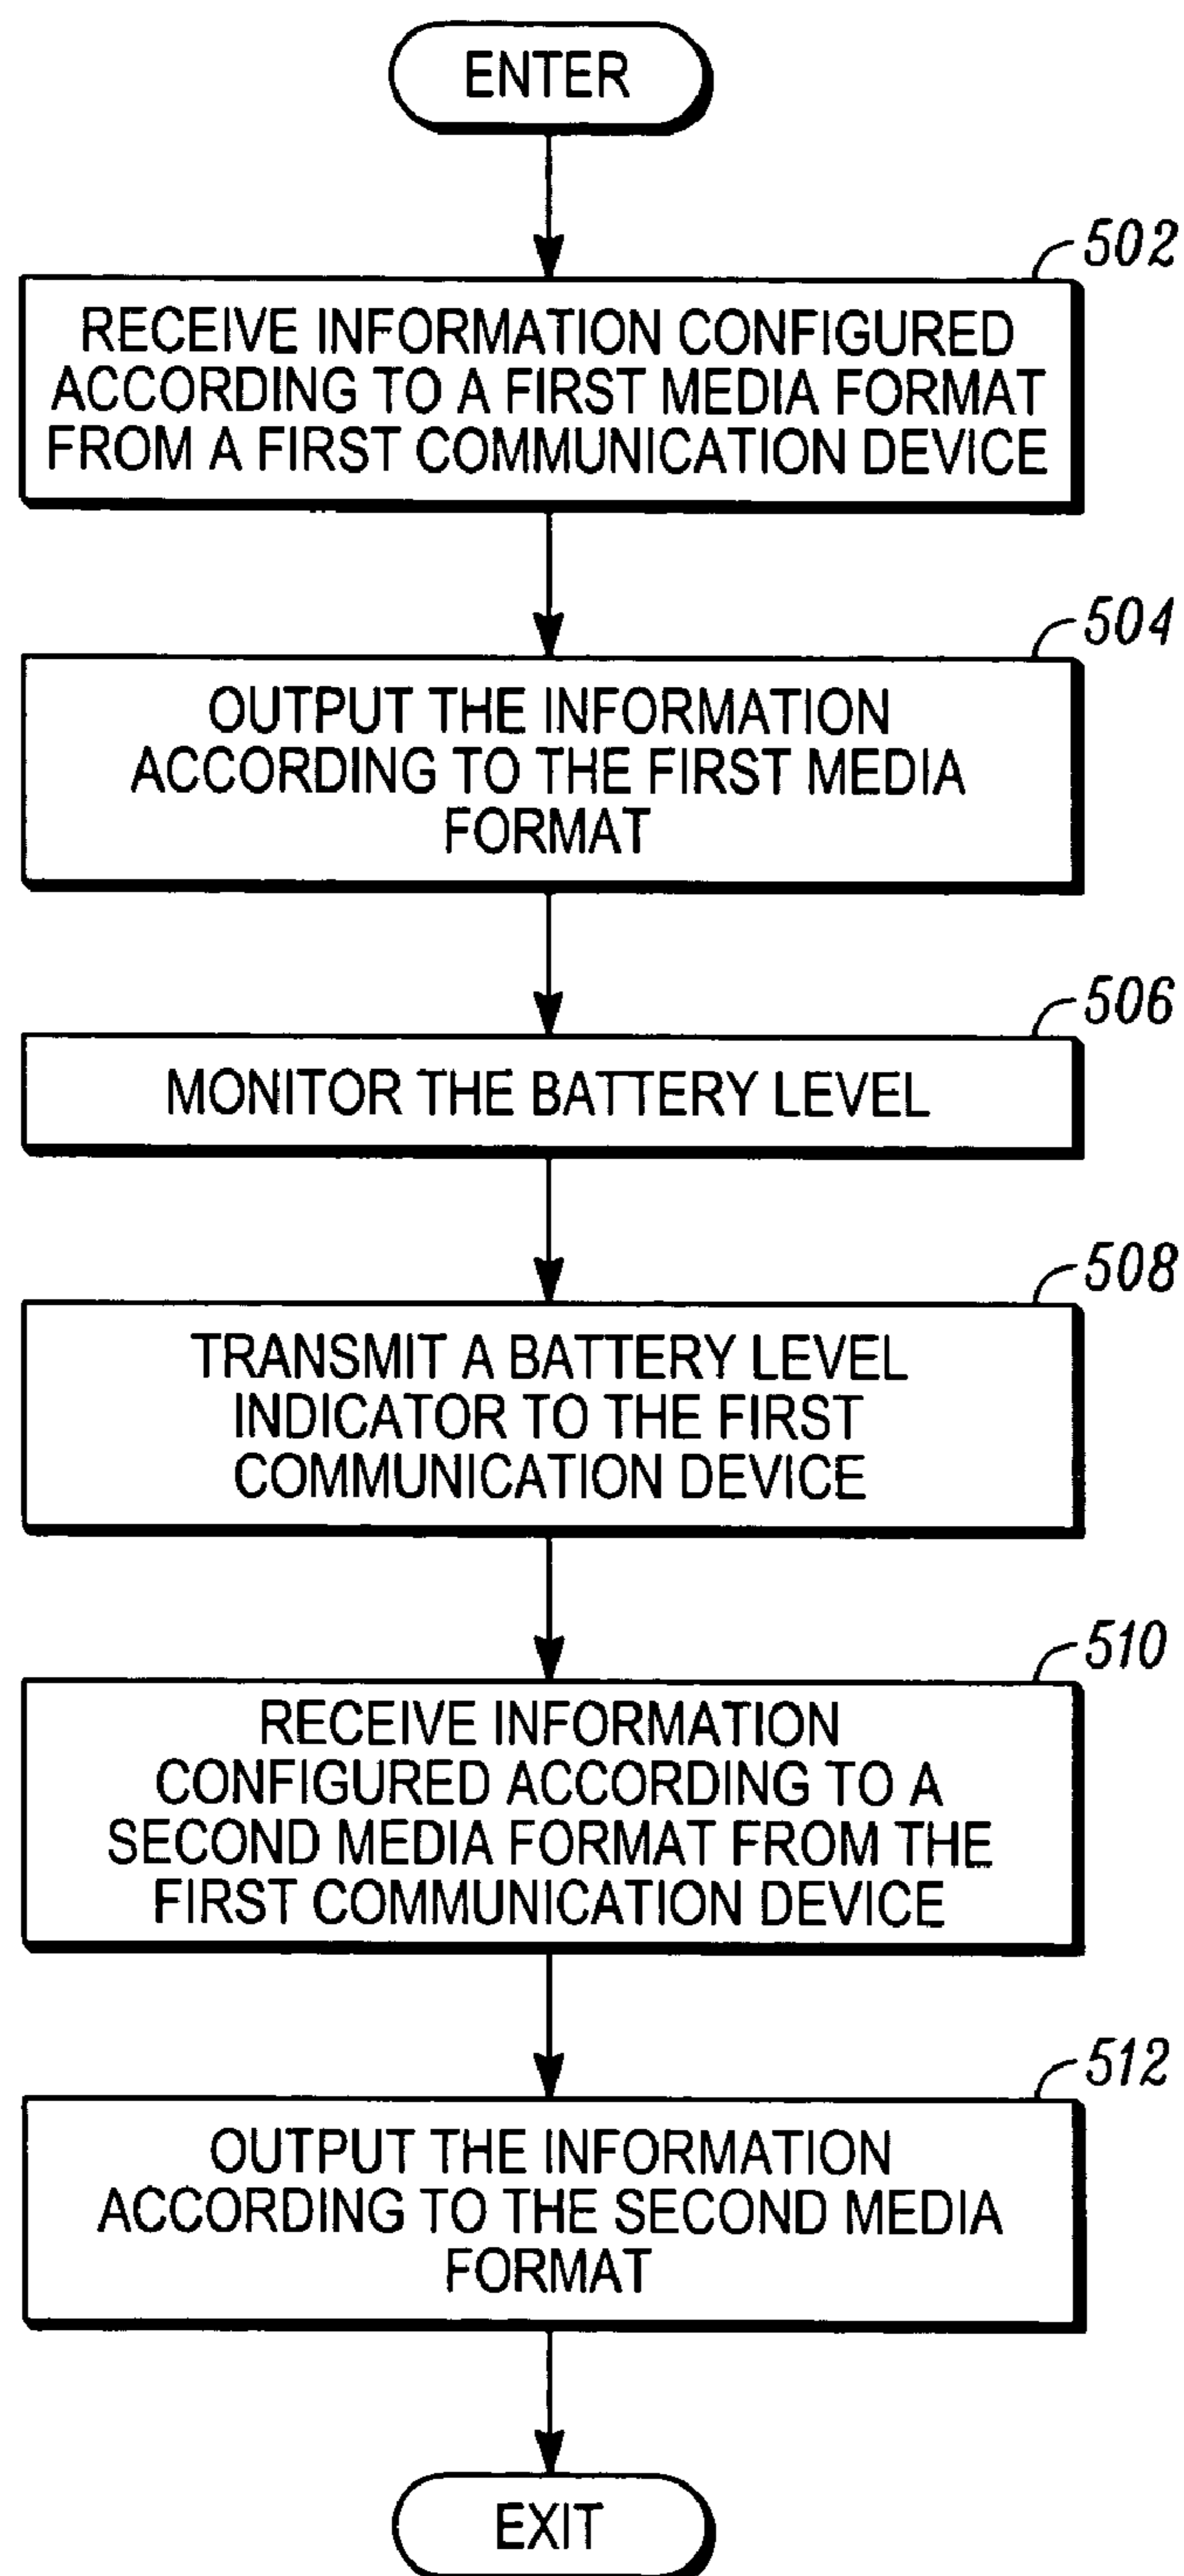 ENTER
502
RECEIVE INFORMATION CONFIGURED
ACCORDING TO A FIRST MEDIA FORMAT
FROM A FIRST COMMUNICATION DEVICE
504
OUTPUT THE INFORMATION
ACCORDING TO THE FIRST MEDIA
FORMAT
506
MONITOR THE BATTERY LEVEL
508
TRANSMIT A BATTERY LEVEL
INDICATOR TO THE FIRST
COMMUNICATION DEVICE
510
RECEIVE INFORMATION
CONFIGURED ACCORDING TO A
SECOND MEDIA FORMAT FROM THE
FIRST COMMUNICATION DEVICE
512
OUTPUT THE INFORMATION
ACCORDING TO THE SECOND MEDIA
FORMAT
EXIT